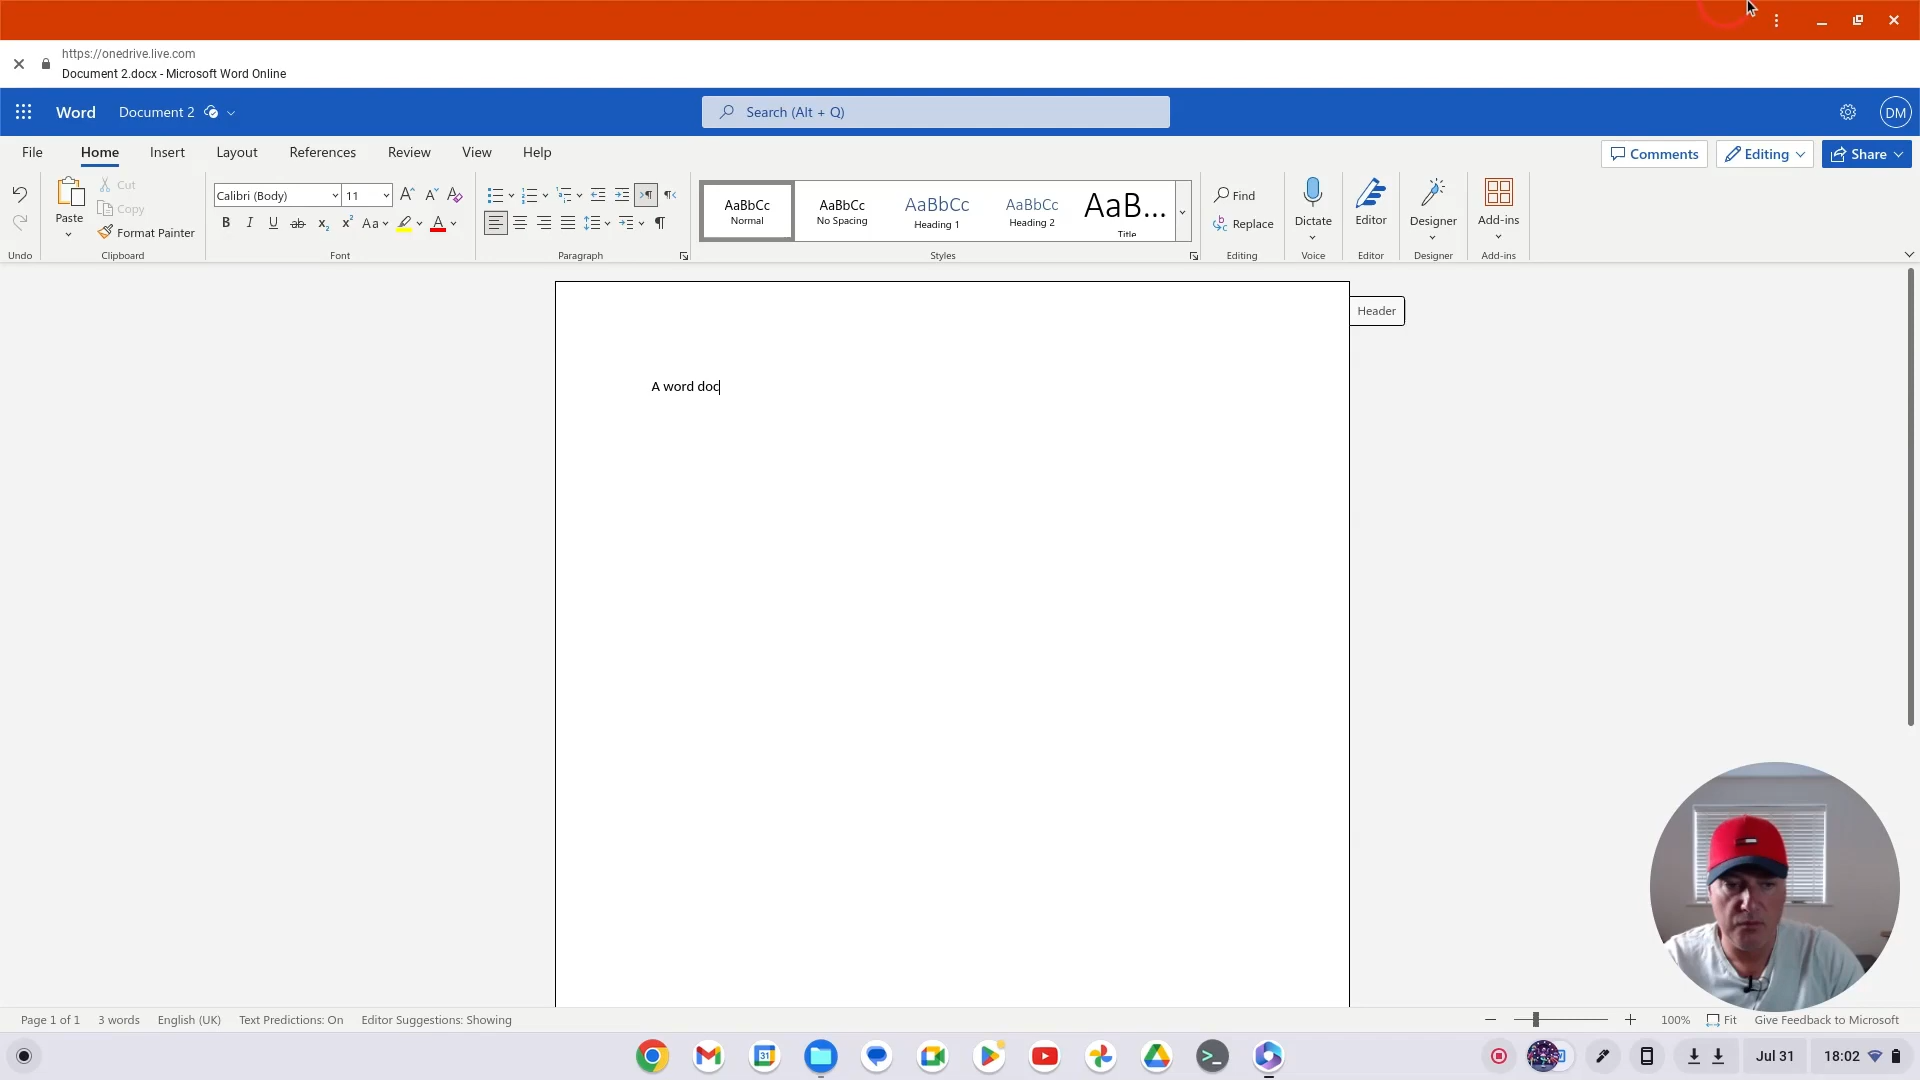 https://onedrive.live.com
Document 2.docx - Microsoft Word Online
Word Document 2 Search (Alt + Q) DM
File Home Insert Layout References Review View Help Comments Editing Share
Paste Cut Copy Format Painter
Calibri (Body) 11
AaBbCc Normal
AaBbCc No Spacing
AaBbCc Heading 1
AaBbCc Heading 2
AaB... Title
Find
Replace
Dictate Editor Designer Add-ins
Undo Clipboard Font Paragraph Styles Editing Voice Editor Designer Add-ins
Header
A word doc
Page 1 of 1 3 words English (UK) Text Predictions: On Editor Suggestions: Showing 100% Fit Give Feedback to Microsoft
31 Jul 31 18:02